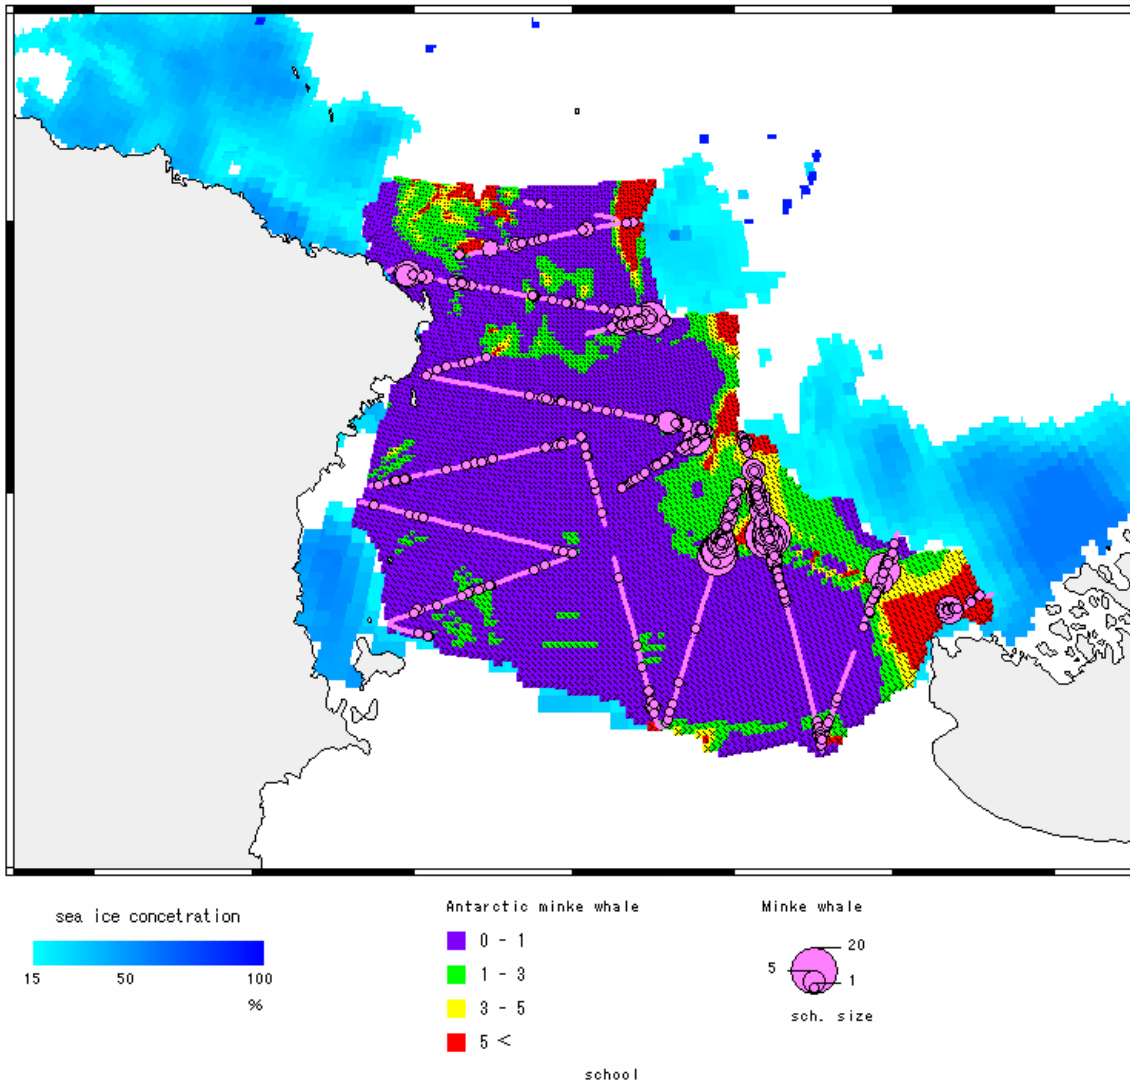 sea ice concetration
15 50 100
%
Antarctic minke whale
0 - 1
1 - 3
3 - 5
5 <
school
Minke whale
20
5
1
sch. size